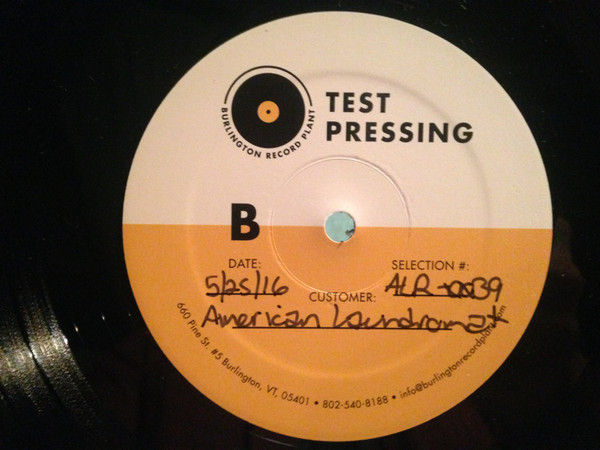 BURLINGTON RECORD PLANT
TEST
PRESSING
B
DATE:
5/25/16
SELECTION #:
ALR-0039
CUSTOMER:
American Laundromat
660 Pine St. #5 Burlington, VT, 05401 • 802-540-8188 • info@burlingtonrecordplant.com